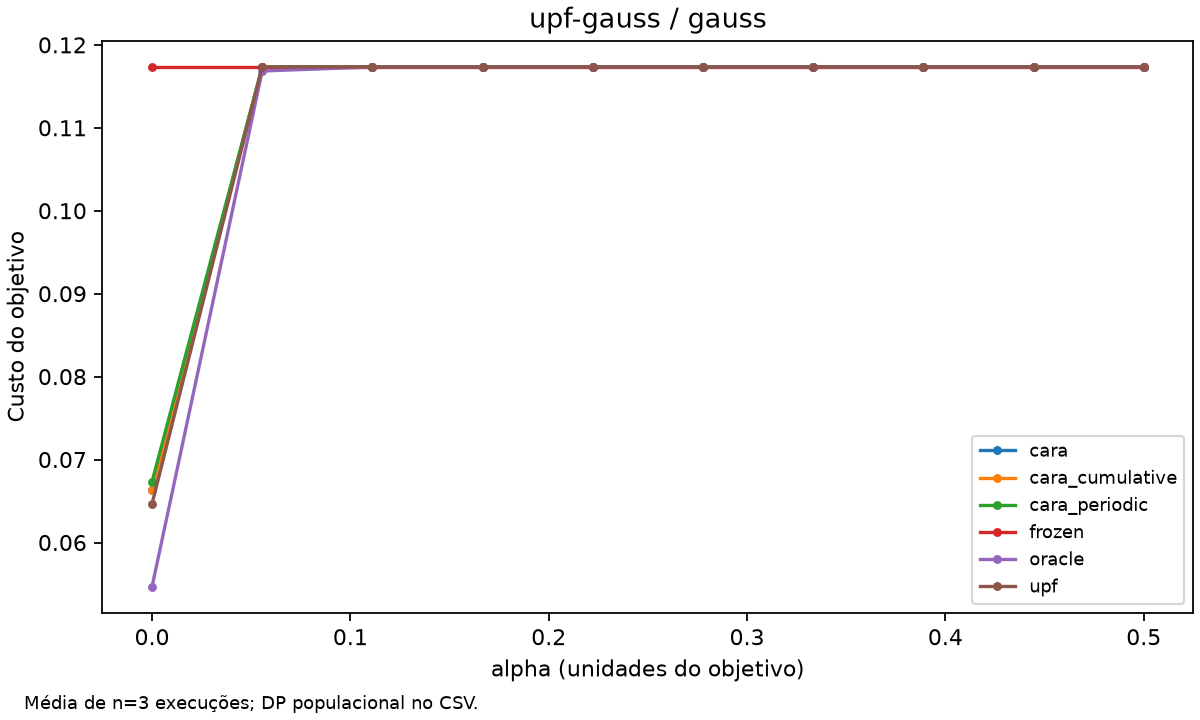 upf-gauss / gauss
0.12
0.11
0.10
0.09
0.08
0.07
0.06
Custo do objetivo
cara
cara_cumulative
cara_periodic
frozen
oracle
upf
0.0 0.1 0.2 0.3 0.4 0.5
alpha (unidades do objetivo)
Média de n=3 execuções; DP populacional no CSV.